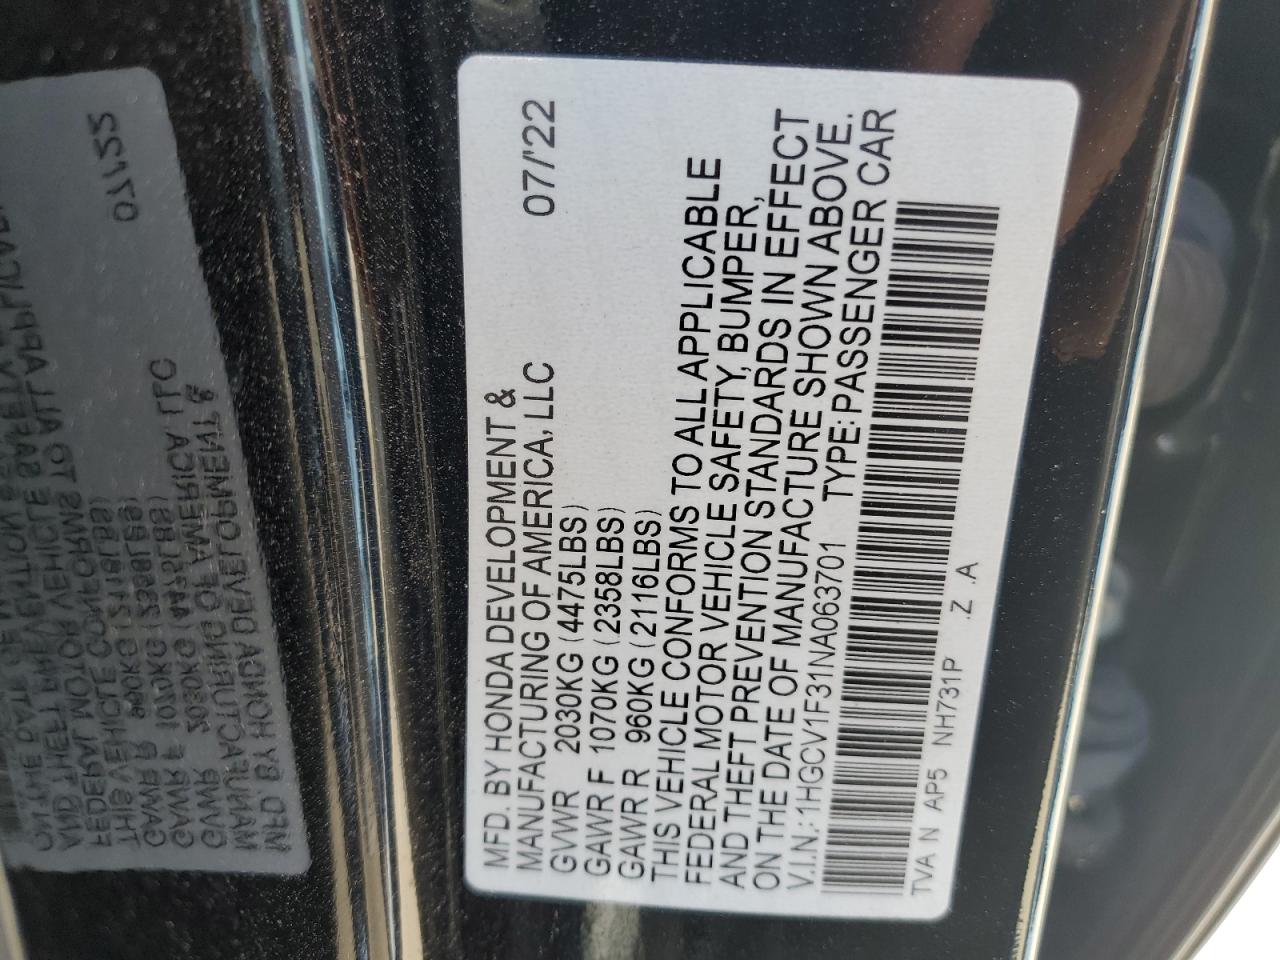 MFD. BY HONDA DEVELOPMENT & 07/'22
MANUFACTURING OF AMERICA, LLC
GVWR 2030KG (4475LBS)
GAWR F 1070KG (2358LBS)
GAWR R 960KG (2116LBS)
THIS VEHICLE CONFORMS TO ALL APPLICABLE
FEDERAL MOTOR VEHICLE SAFETY, BUMPER,
AND THEFT PREVENTION STANDARDS IN EFFECT
ON THE DATE OF MANUFACTURE SHOWN ABOVE.
V.I.N.:1HGCV1F31NA063701 TYPE:PASSENGER CAR
TVA N AP5 NH731P .Z .A